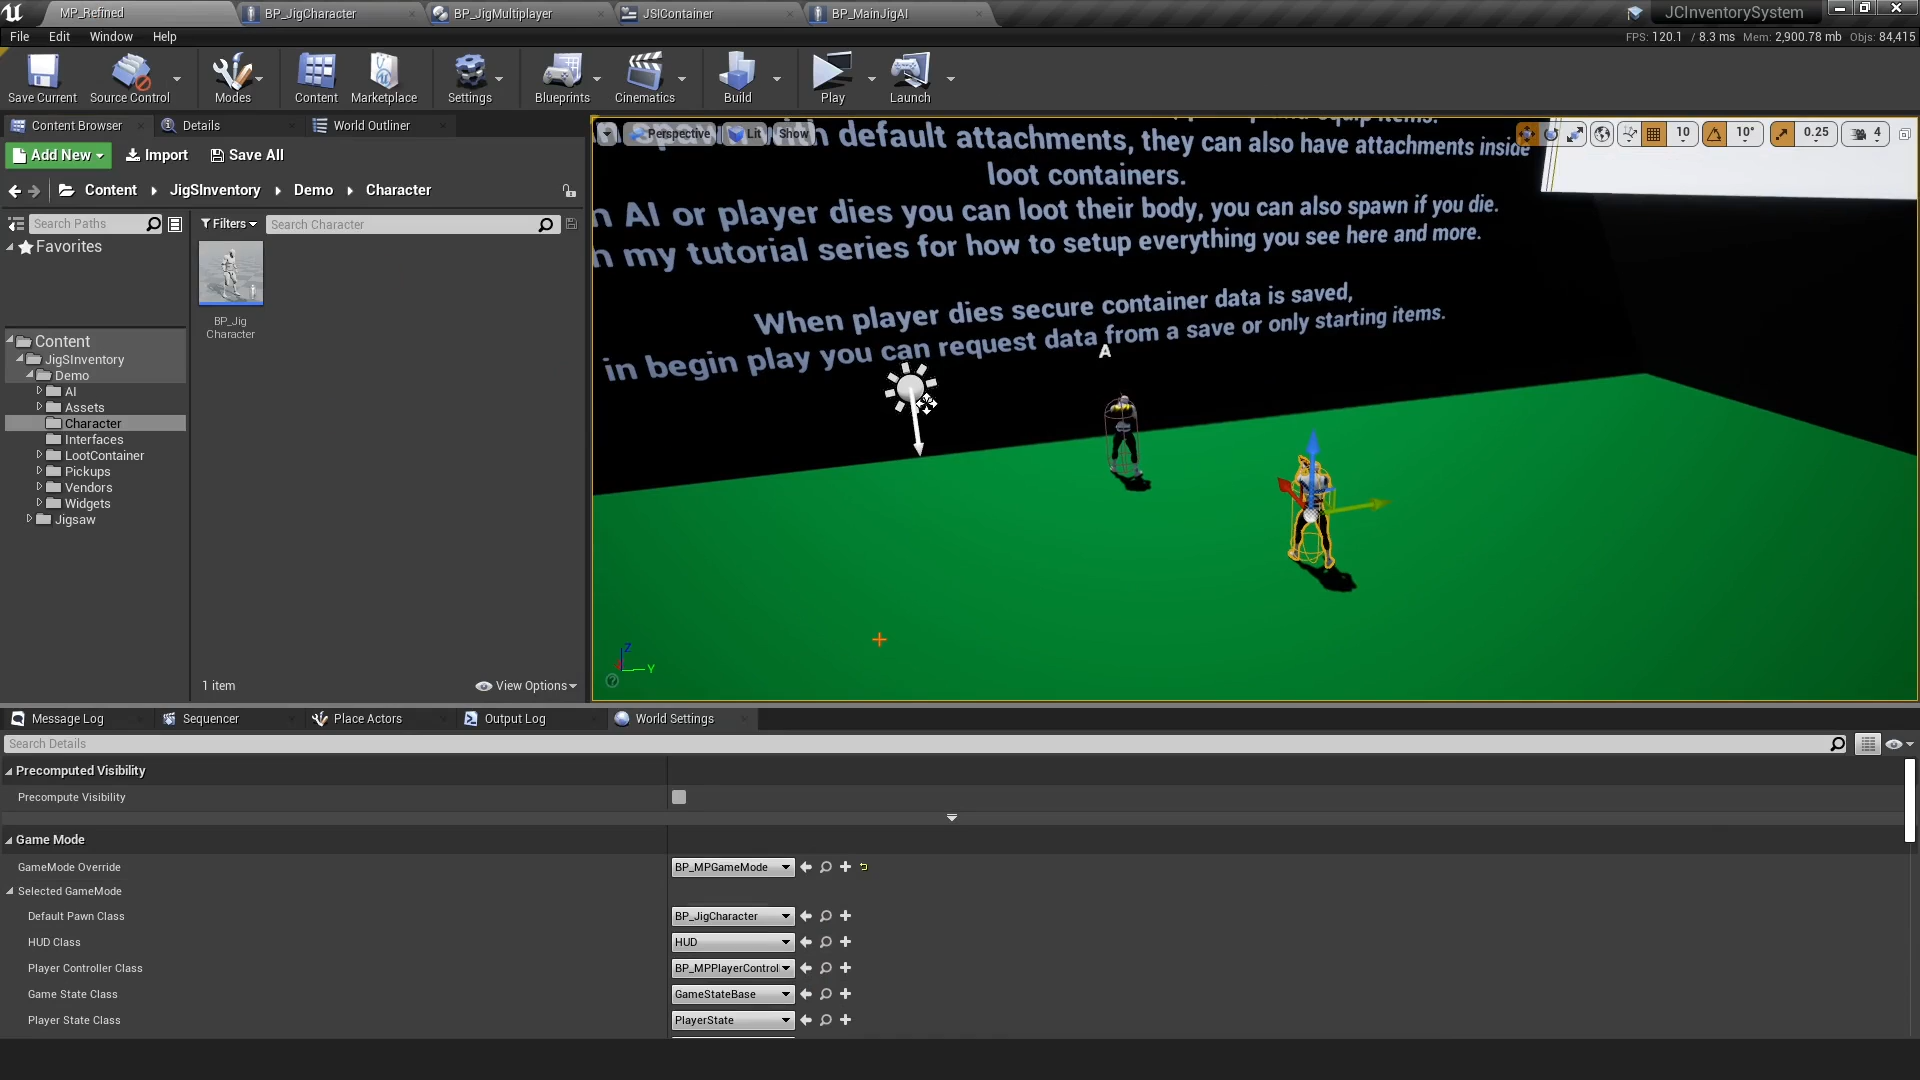 MP_Refined
BP_JigCharacter
BP_JigMultiplayer
JSIContainer
BP_MainJigAI
JCInventorySystem
File
Edit
Window
Help
FPS: 120.1 / 8.3 ms Mem: 2,900.78 mb Objs: 84,415
Save Current
Source Control
Modes
Content
Marketplace
Settings
Blueprints
Cinematics
Build
Play
Launch
Content Browser
Details
World Outliner
Add New
Import
Save All
Content
JigSInventory
Demo
Character
Search Paths
Filters
Search Character
Favorites
Content
JigSInventory
Demo
AI
Assets
Character
Interfaces
LootContainer
Pickups
Vendors
Widgets
Jigsaw
BP_Jig
Character
1 item
View Options
Perspective
Lit
Show
10
10°
0.25
4
equip items.
with default attachments, they can also have attachments inside
loot containers.
AI or player dies you can loot their body, you can also spawn if you die.
my tutorial series for how to setup everything you see here and more.
When player dies secure container data is saved,
in begin play you can request data from a save or only starting items.
A
Z
Y
Message Log
Sequencer
Place Actors
Output Log
World Settings
Search Details
Precomputed Visibility
Precompute Visibility
Game Mode
GameMode Override
BP_MPGameMode
Selected GameMode
Default Pawn Class
BP_JigCharacter
HUD Class
HUD
Player Controller Class
BP_MPPlayerControl
Game State Class
GameStateBase
Player State Class
PlayerState